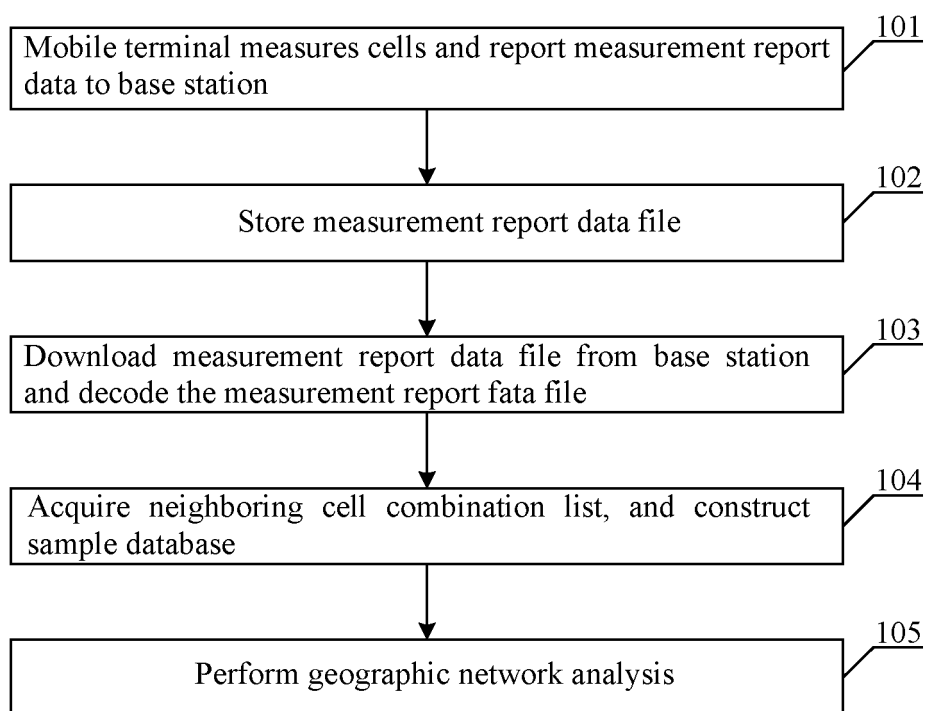 101
Mobile terminal measures cells and report measurement report
data to base station
102
Store measurement report data file
103
Download measurement report data file from base station
and decode the measurement report fata file
104
Acquire neighboring cell combination list, and construct
sample database
105
Perform geographic network analysis